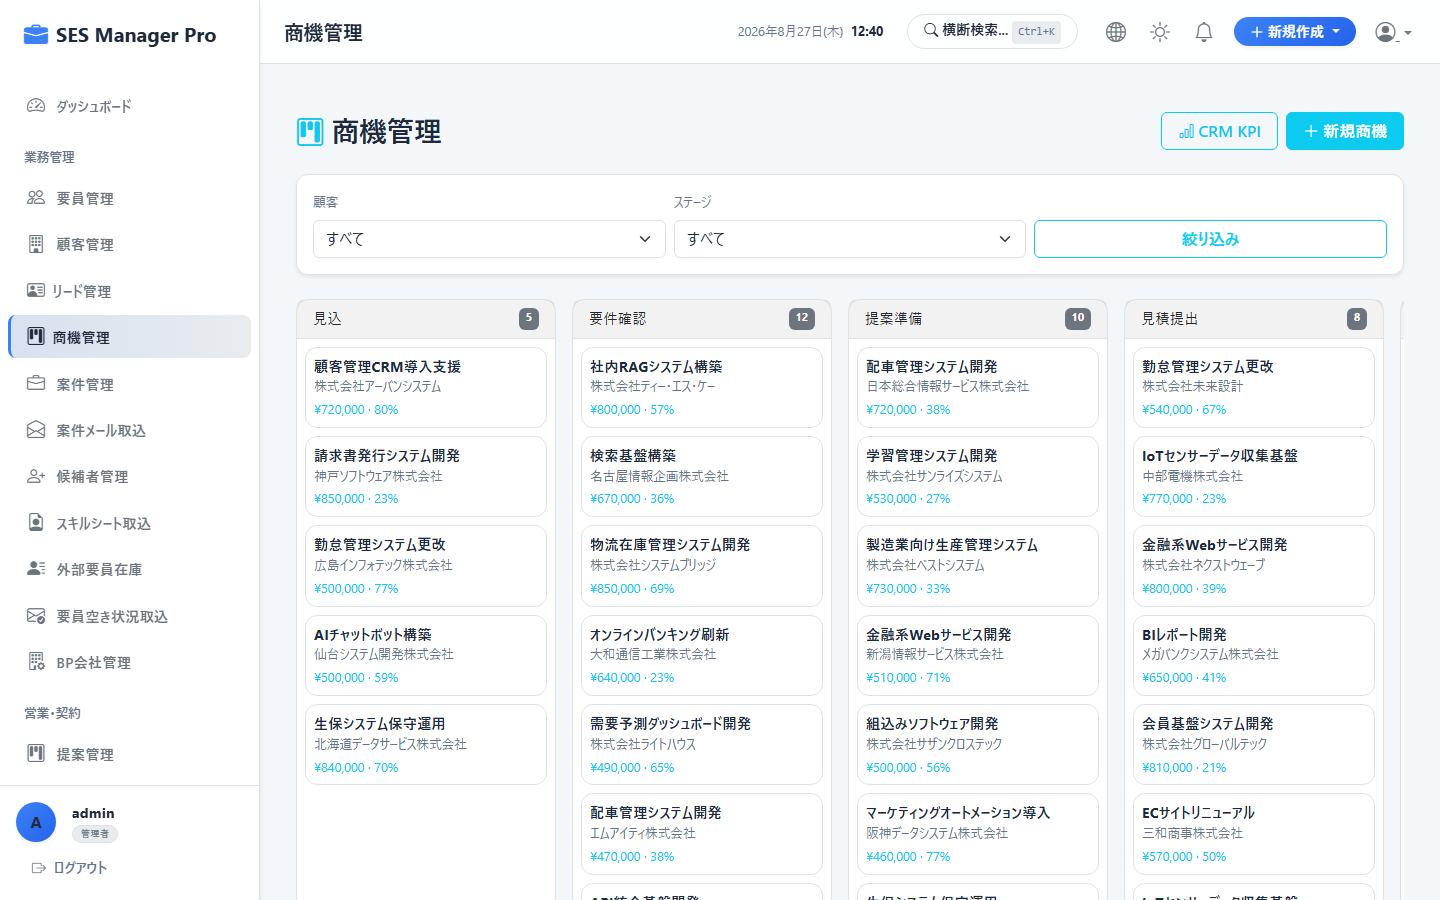 SES Manager Pro
商機管理
2026年8月27日(木) 12:40
横断検索... Ctrl+K
新規作成
ダッシュボード
業務管理
要員管理
顧客管理
リード管理
商機管理
案件管理
案件メール取込
候補者管理
スキルシート取込
外部要員在庫
要員空き状況取込
BP会社管理
営業・契約
提案管理
A
admin
管理者
ログアウト
商機管理
CRM KPI
新規商機
顧客
すべて
ステージ
すべて
絞り込み
見込 5
顧客管理CRM導入支援
株式会社アーバンシステム
¥720,000 · 80%
請求書発行システム開発
神戸ソフトウェア株式会社
¥850,000 · 23%
勤怠管理システム更改
広島インフォテック株式会社
¥500,000 · 77%
AIチャットボット構築
仙台システム開発株式会社
¥500,000 · 59%
生保システム保守運用
北海道データサービス株式会社
¥840,000 · 70%
要件確認 12
社内RAGシステム構築
株式会社ティー・エス・ケー
¥800,000 · 57%
検索基盤構築
名古屋情報企画株式会社
¥670,000 · 36%
物流在庫管理システム開発
株式会社システムブリッジ
¥850,000 · 69%
オンラインバンキング刷新
大和通信工業株式会社
¥640,000 · 23%
需要予測ダッシュボード開発
株式会社ライトハウス
¥490,000 · 65%
配車管理システム開発
エムアイティ株式会社
¥470,000 · 38%
提案準備 10
配車管理システム開発
日本総合情報サービス株式会社
¥720,000 · 38%
学習管理システム開発
株式会社サンライズシステム
¥530,000 · 27%
製造業向け生産管理システム
株式会社ベストシステム
¥730,000 · 33%
金融系Webサービス開発
新潟情報サービス株式会社
¥510,000 · 71%
組込みソフトウェア開発
株式会社サザンクロステック
¥500,000 · 56%
マーケティングオートメーション導入
阪神データシステム株式会社
¥460,000 · 77%
見積提出 8
勤怠管理システム更改
株式会社未来設計
¥540,000 · 67%
IoTセンサーデータ収集基盤
中部電機株式会社
¥770,000 · 23%
金融系Webサービス開発
株式会社ネクストウェーブ
¥800,000 · 39%
BIレポート開発
メガバンクシステム株式会社
¥650,000 · 41%
会員基盤システム開発
株式会社グローバルテック
¥810,000 · 21%
ECサイトリニューアル
三和商事株式会社
¥570,000 · 50%